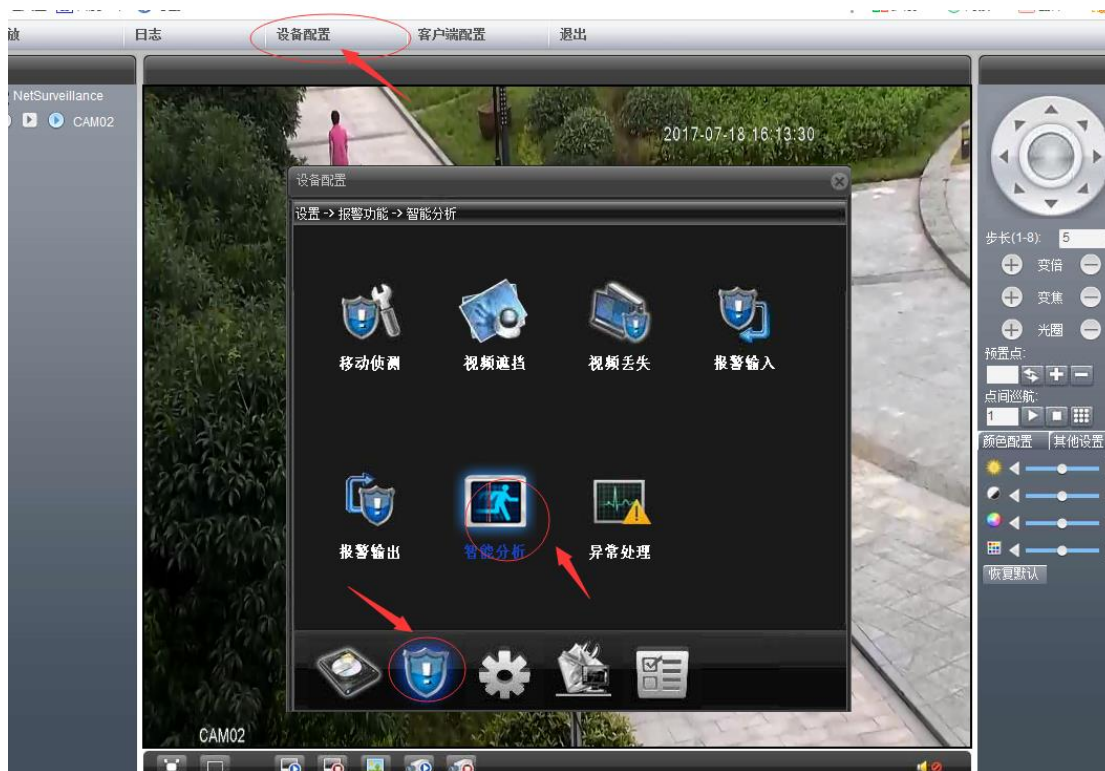 放 日志 设备配置 客户端配置 退出
NetSurveillance
CAM02
2017-07-18 16:13:30
设备配置
设置 -> 报警功能 -> 智能分析
移动侦测 视频遮挡 视频丢失 报警输入
报警输出 智能分析 异常处理
CAM02
步长(1-8): 5
变倍
变焦
光圈
预置点:
点间巡航:
1
颜色配置 其他设置
恢复默认